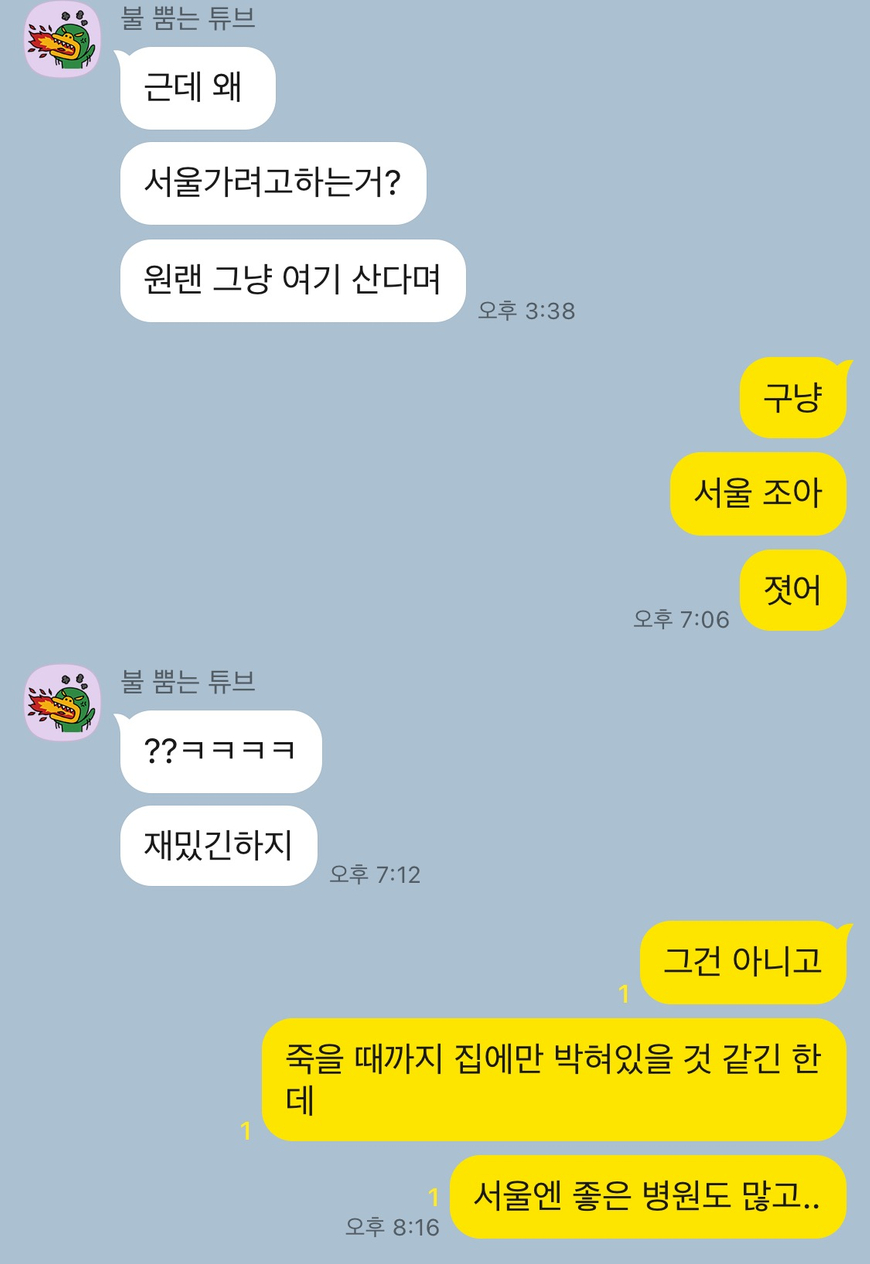 불 뿜는 튜브
근데 왜
서울가려고하는거?
원랜 그냥 여기 산다며
오후 3:38
구냥
서울 조아
젓어
오후 7:06
불 뿜는 튜브
??ㅋㅋㅋㅋ
재밌긴하지
오후 7:12
그건 아니고
1
죽을 때까지 집에만 박혀있을 것 같긴 한
데
1
서울엔 좋은 병원도 많고..
1
오후 8:16